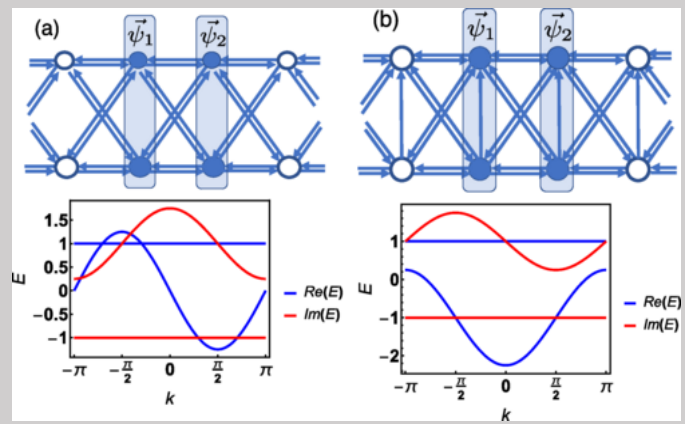 (a)
ψ⃗₁ ψ⃗₂
(b)
ψ⃗₁ ψ⃗₂
1.5
1
0.5
0
−0.5
−1
E
−π −π/2 0 π/2 π
k
Re(E)
Im(E)
1
0
−1
−2
E
−π −π/2 0 π/2 π
k
Re(E)
Im(E)